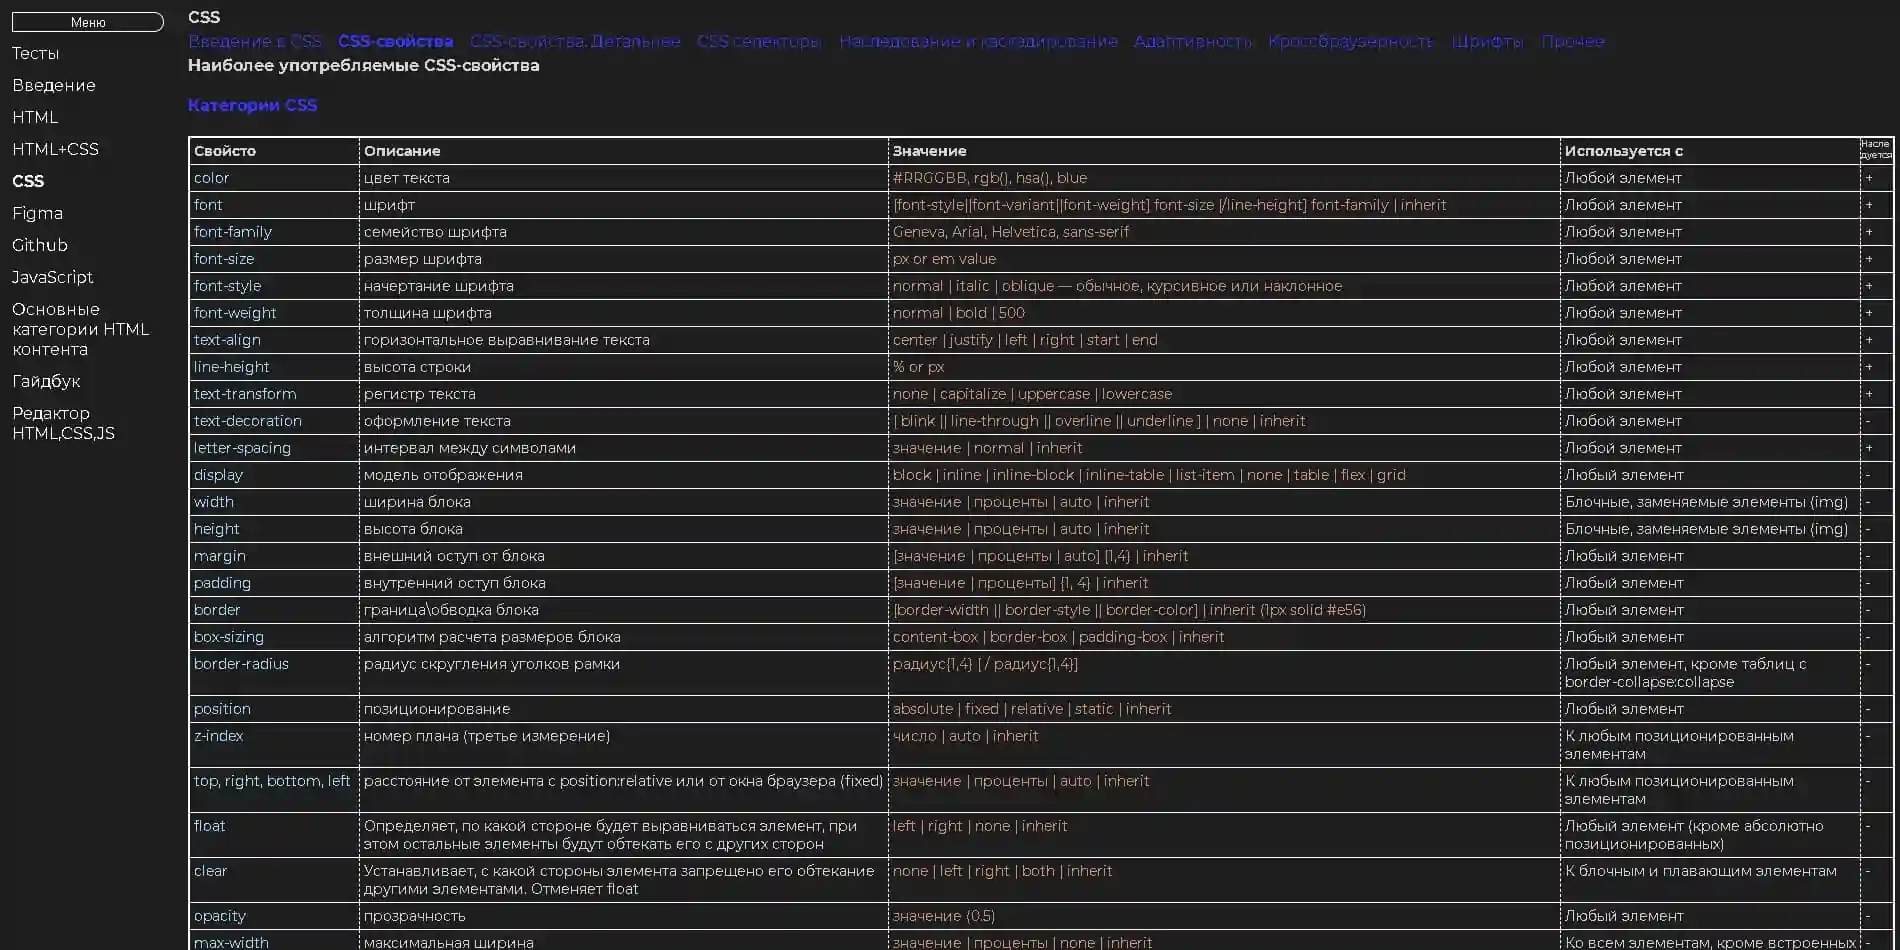 Меню
Тесты
Введение
HTML
HTML+CSS
CSS
Figma
Github
JavaScript
Основные
категории HTML
контента
Гайдбук
Редактор
HTML,CSS,JS
CSS
Введение в CSS CSS-свойства CSS-свойства. Детальнее CSS селекторы Наследование и каскадирование Адаптивность Кроссбраузерность Шрифты Прочее
Наиболее употребляемые CSS-свойства
Категории CSS
Свойсто Описание Значение Используется с Насле
дуется
color цвет текста #RRGGBB, rgb(), hsa(), blue Любой элемент +
font шрифт [font-style||font-variant||font-weight] font-size [/line-height] font-family | inherit Любой элемент +
font-family семейство шрифта Geneva, Arial, Helvetica, sans-serif Любой элемент +
font-size размер шрифта px or em value Любой элемент +
font-style начертание шрифта normal | italic | oblique — обычное, курсивное или наклонное Любой элемент +
font-weight толщина шрифта normal | bold | 500 Любой элемент +
text-align горизонтальное выравнивание текста center | justify | left | right | start | end Любой элемент +
line-height высота строки % or px Любой элемент +
text-transform регистр текста none | capitalize | uppercase | lowercase Любой элемент +
text-decoration оформление текста [ blink || line-through || overline || underline ] | none | inherit Любой элемент -
letter-spacing интервал между символами значение | normal | inherit Любой элемент +
display модель отображения block | inline | inline-block | inline-table | list-item | none | table | flex | grid Любый элемент -
width ширина блока значение | проценты | auto | inherit Блочные, заменяемые элементы (img) -
height высота блока значение | проценты | auto | inherit Блочные, заменяемые элементы (img) -
margin внешний оступ от блока [значение | проценты | auto] {1,4} | inherit Любый элемент -
padding внутренний оступ блока [значение | проценты] {1, 4} | inherit Любый элемент -
border граница\обводка блока [border-width || border-style || border-color] | inherit (1px solid #e56) Любый элемент -
box-sizing алгоритм расчета размеров блока content-box | border-box | padding-box | inherit Любый элемент -
border-radius радиус скругления уголков рамки радиус{1,4} [ / радиус{1,4}] Любый элемент, кроме таблиц с -
border-collapse:collapse
position позиционирование absolute | fixed | relative | static | inherit Любый элемент -
z-index номер плана (третье измерение) число | auto | inherit К любым позиционированным -
элементам
top, right, bottom, left расстояние от элемента с position:relative или от окна браузера (fixed) значение | проценты | auto | inherit К любым позиционированным -
элементам
float Определяет, по какой стороне будет выравниваться элемент, при left | right | none | inherit Любый элемент (кроме абсолютно -
этом остальные элементы будут обтекать его с других сторон позиционированных)
clear Устанавливает, с какой стороны элемента запрещено его обтекание none | left | right | both | inherit К блочным и плавающим элементам -
другими элементами. Отменяет float
opacity прозрачность значение (0.5) Любый элемент -
max-width максимальная ширина значение | проценты | none | inherit Ко всем элементам, кроме встроенных -